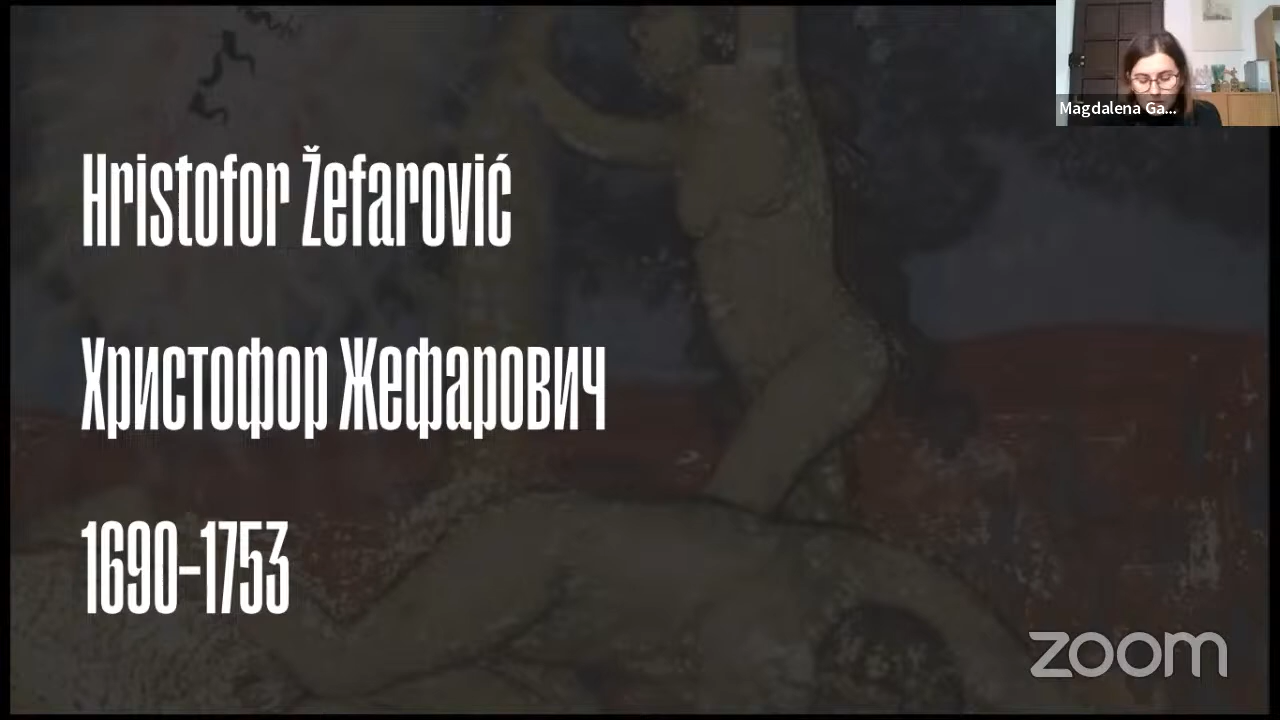 Magdalena Ga...
Hristofor Žefarović
Христофор Жефарович
1690-1753
zoom